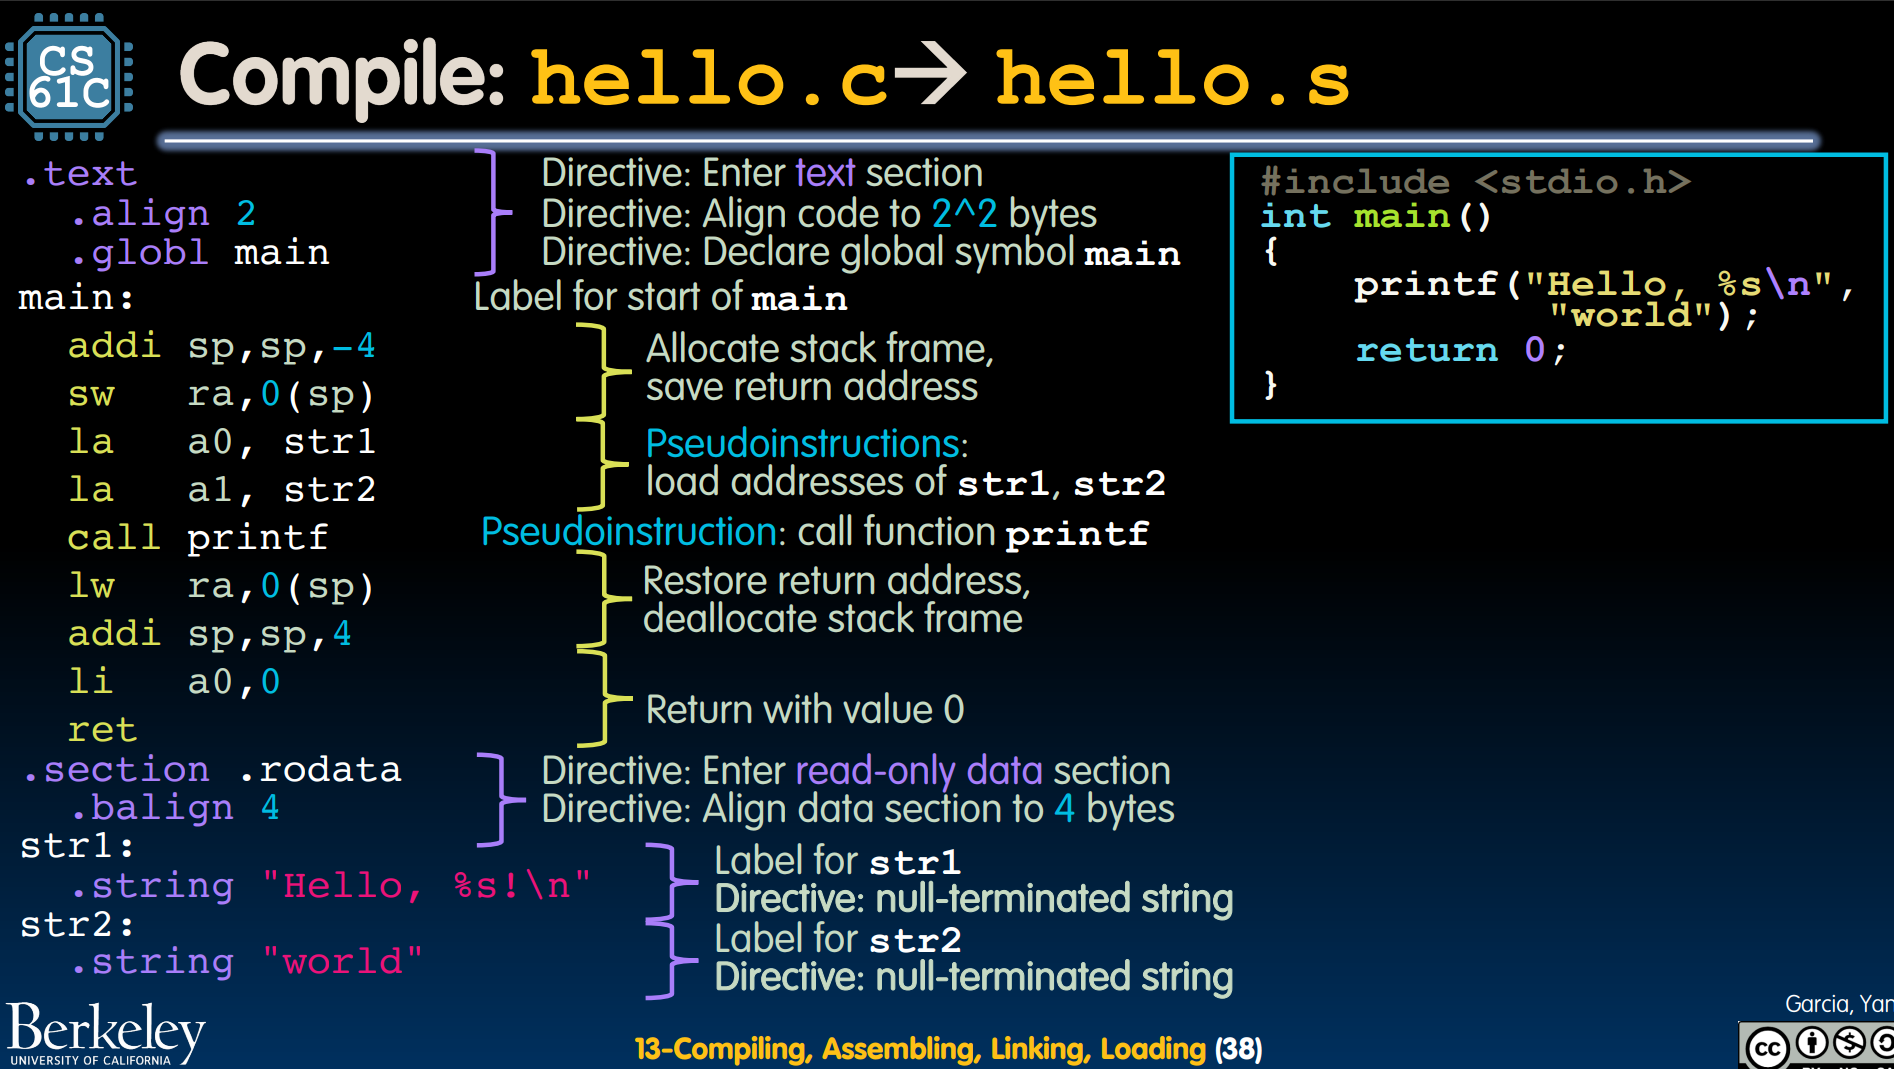 CS
61C
Compile: hello.c→ hello.s
.text
.align 2
.globl main
Directive: Enter text section
Directive: Align code to 2^2 bytes
Directive: Declare global symbol main
main:
Label for start of main
addi sp,sp,-4
sw ra,0(sp)
Allocate stack frame,
save return address
la a0, str1
la a1, str2
Pseudoinstructions:
load addresses of str1, str2
call printf
Pseudoinstruction: call function printf
lw ra,0(sp)
addi sp,sp,4
Restore return address,
deallocate stack frame
li a0,0
ret
Return with value 0
.section .rodata
.balign 4
Directive: Enter read-only data section
Directive: Align data section to 4 bytes
str1:
.string "Hello, %s!\n"
Label for str1
Directive: null-terminated string
str2:
.string "world"
Label for str2
Directive: null-terminated string
#include <stdio.h>
int main()
{
printf("Hello, %s\n",
"world");
return 0;
}
Berkeley
UNIVERSITY OF CALIFORNIA
13-Compiling, Assembling, Linking, Loading (38)
Garcia,
cc